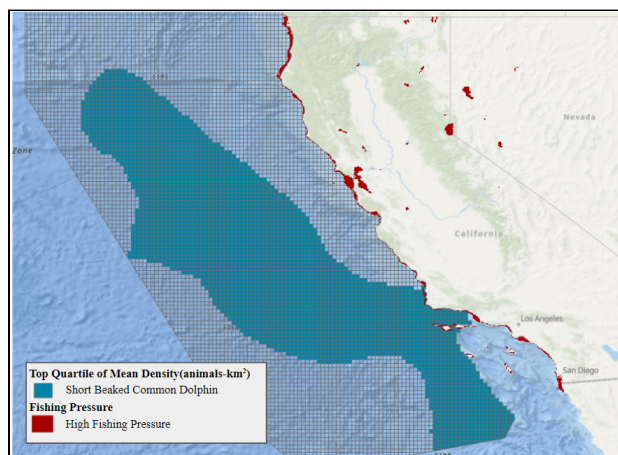 Nevada
Zone
California
Los Angeles
San Diego
Top Quartile of Mean Density(animals-km²)
Short Beaked Common Dolphin
Fishing Pressure
High Fishing Pressure